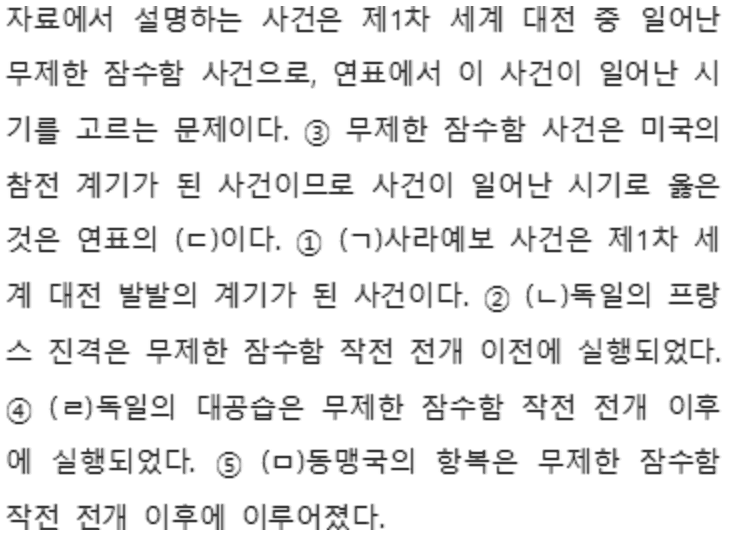 자료에서 설명하는 사건은 제1차 세계 대전 중 일어난
무제한 잠수함 사건으로, 연표에서 이 사건이 일어난 시
기를 고르는 문제이다. ③ 무제한 잠수함 사건은 미국의
참전 계기가 된 사건이므로 사건이 일어난 시기로 옳은
것은 연표의 (ㄷ)이다. ① (ㄱ)사라예보 사건은 제1차 세
계 대전 발발의 계기가 된 사건이다. ② (ㄴ)독일의 프랑
스 진격은 무제한 잠수함 작전 전개 이전에 실행되었다.
④ (ㄹ)독일의 대공습은 무제한 잠수함 작전 전개 이후
에 실행되었다. ⑤ (ㅁ)동맹국의 항복은 무제한 잠수함
작전 전개 이후에 이루어졌다.